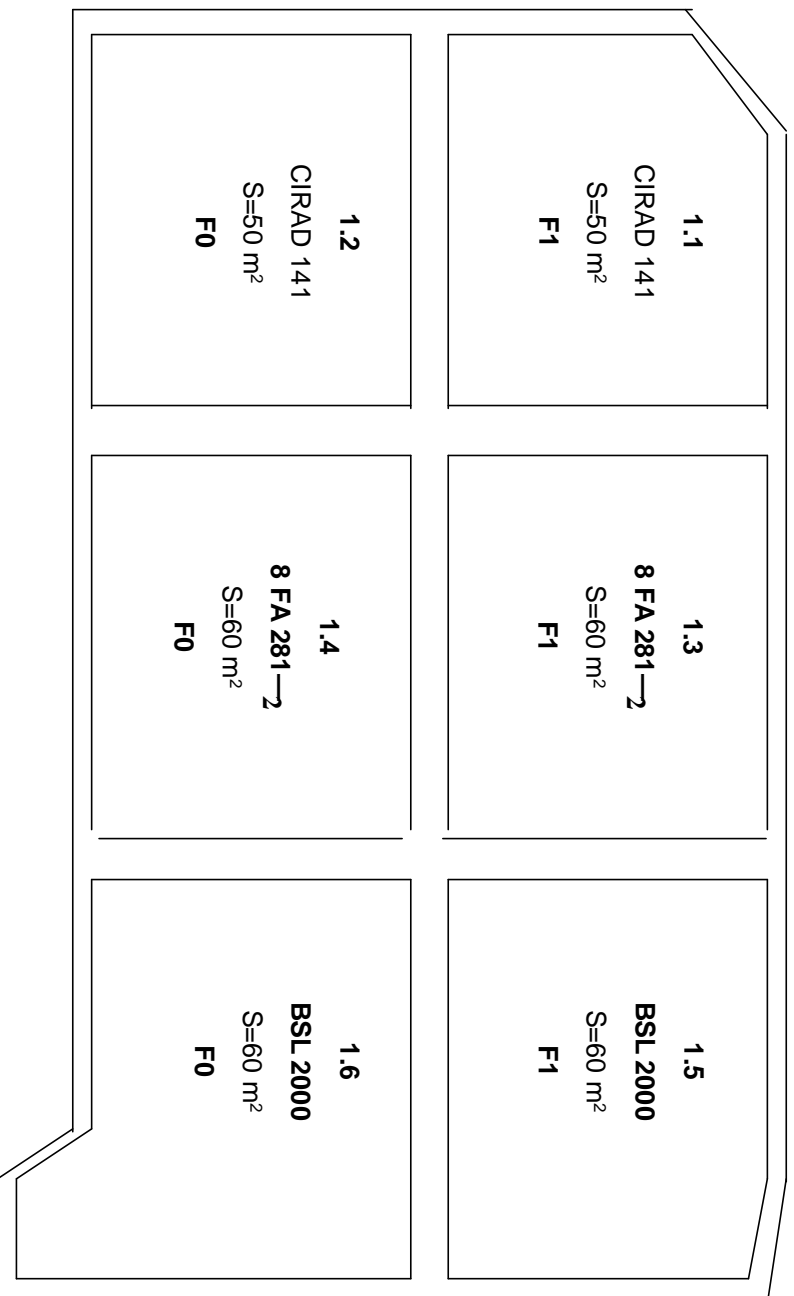 1.1
CIRAD 141
S=50 m²
F1
1.3
8 FA 281—2
S=60 m²
F1
1.5
BSL 2000
S=60 m²
F1
1.2
CIRAD 141
S=50 m²
F0
1.4
8 FA 281—2
S=60 m²
F0
1.6
BSL 2000
S=60 m²
F0